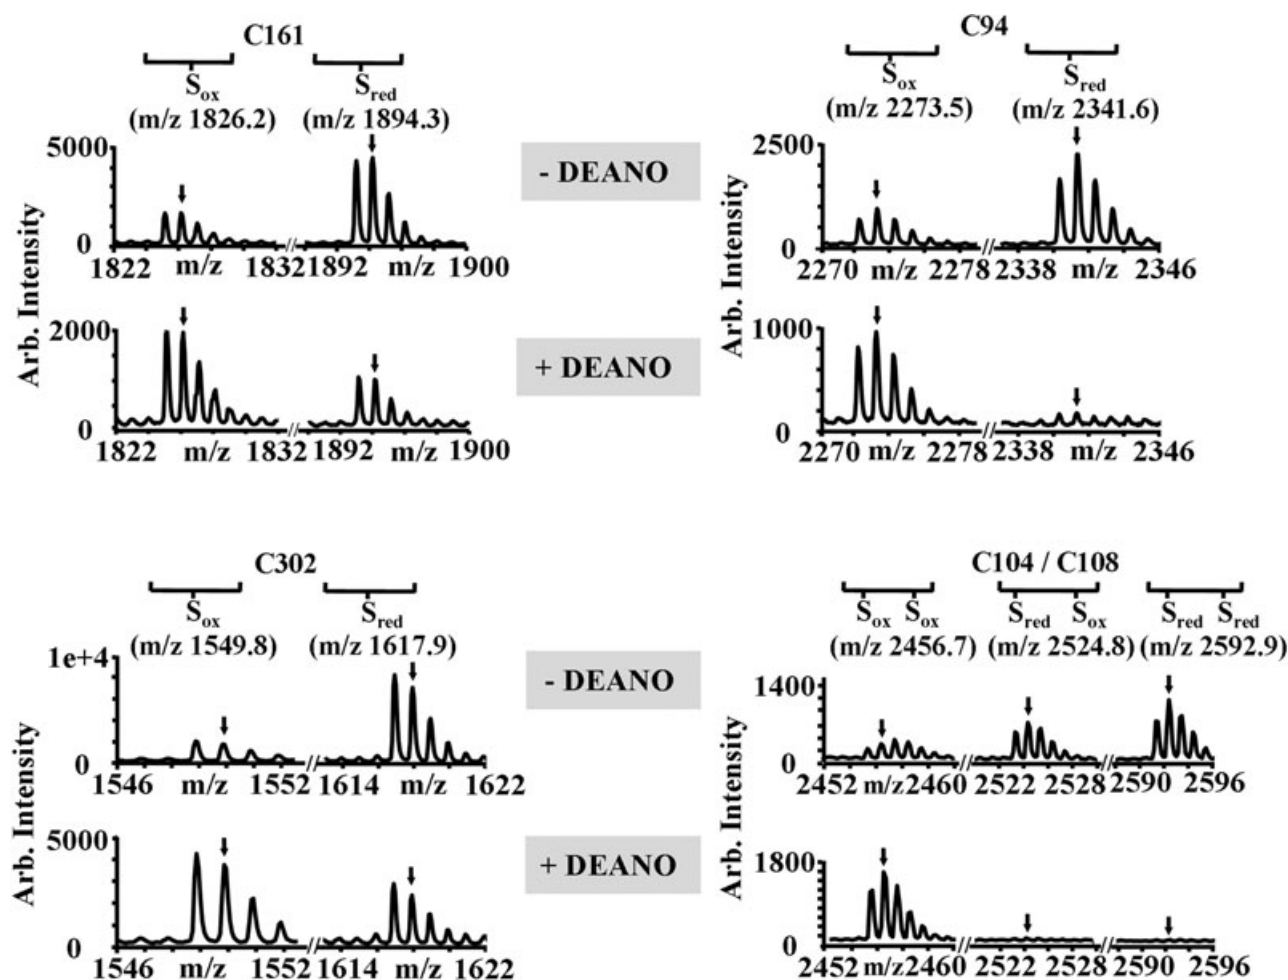 C161
S_ox S_red
(m/z 1826.2) (m/z 1894.3)
Arb. Intensity
5000
0
1822 m/z 1832 1892 m/z 1900
- DEANO
2000
0
1822 m/z 1832 1892 m/z 1900
+ DEANO
C94
S_ox S_red
(m/z 2273.5) (m/z 2341.6)
Arb. Intensity
2500
0
2270 m/z 2278 2338 m/z 2346
1000
0
2270 m/z 2278 2338 m/z 2346
C302
S_ox S_red
(m/z 1549.8) (m/z 1617.9)
Arb. Intensity
1e+4
0
1546 m/z 1552 1614 m/z 1622
- DEANO
5000
0
1546 m/z 1552 1614 m/z 1622
+ DEANO
C104 / C108
S_ox S_ox S_red S_ox S_red S_red
(m/z 2456.7) (m/z 2524.8) (m/z 2592.9)
Arb. Intensity
1400
0
2452 m/z 2460 2522 2528 2590 2596
1800
0
2452 m/z 2460 2522 2528 2590 2596